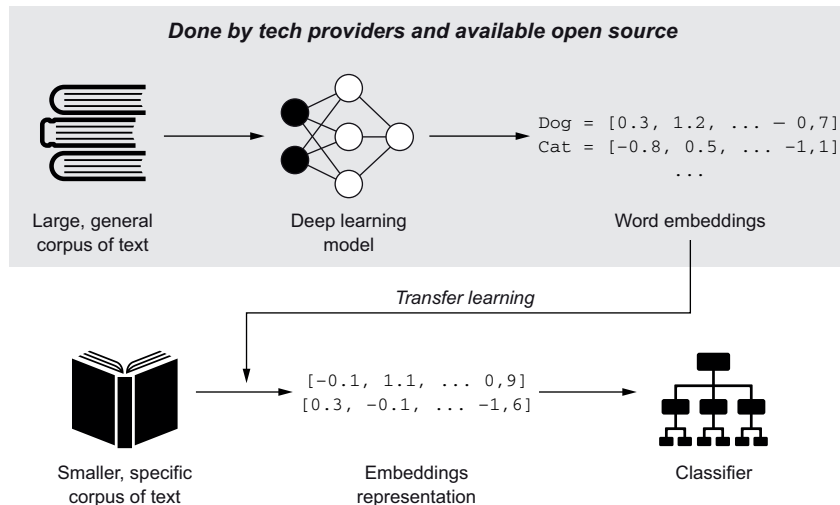 Done by tech providers and available open source
Dog = [0.3, 1.2, ... – 0,7]
Cat = [-0.8, 0.5, ... -1,1]
...
Large, general
corpus of text
Deep learning
model
Word embeddings
Transfer learning
[-0.1, 1.1, ... 0,9]
[0.3, -0.1, ... -1,6]
Smaller, specific
corpus of text
Embeddings
representation
Classifier